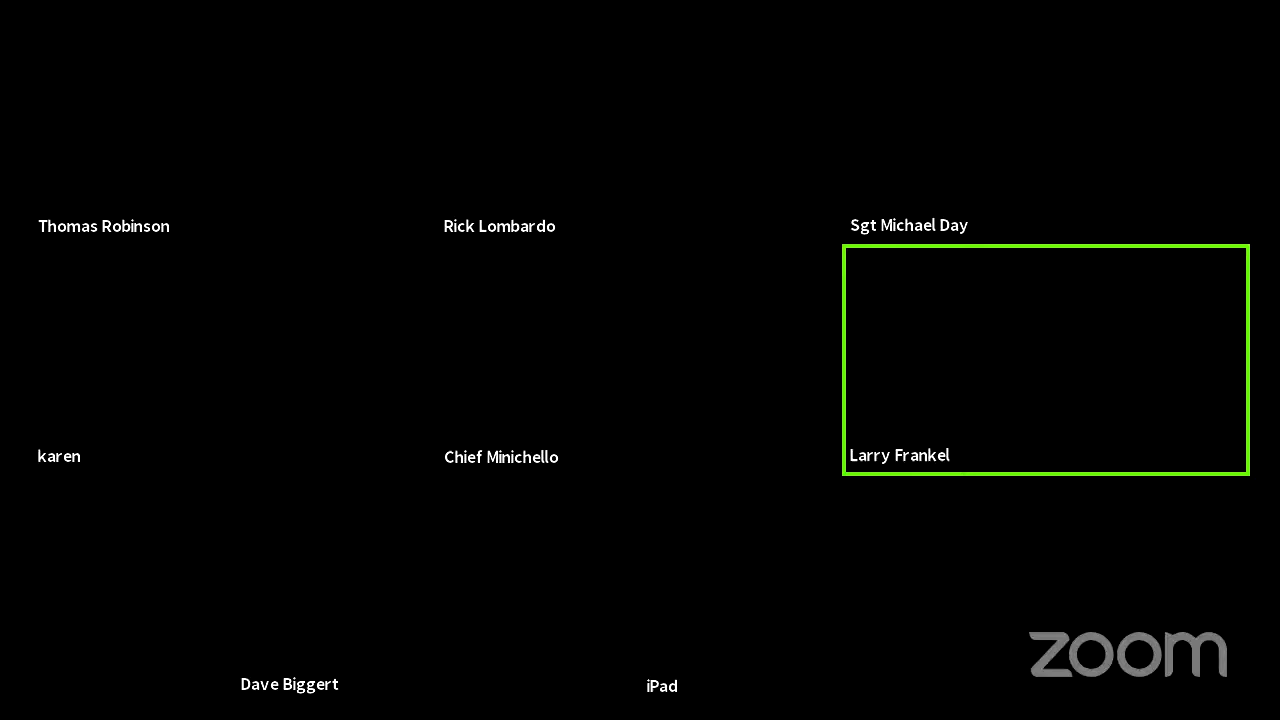 Thomas Robinson
Rick Lombardo
Sgt Michael Day
karen
Chief Minichello
Larry Frankel
Dave Biggert
iPad
zoom